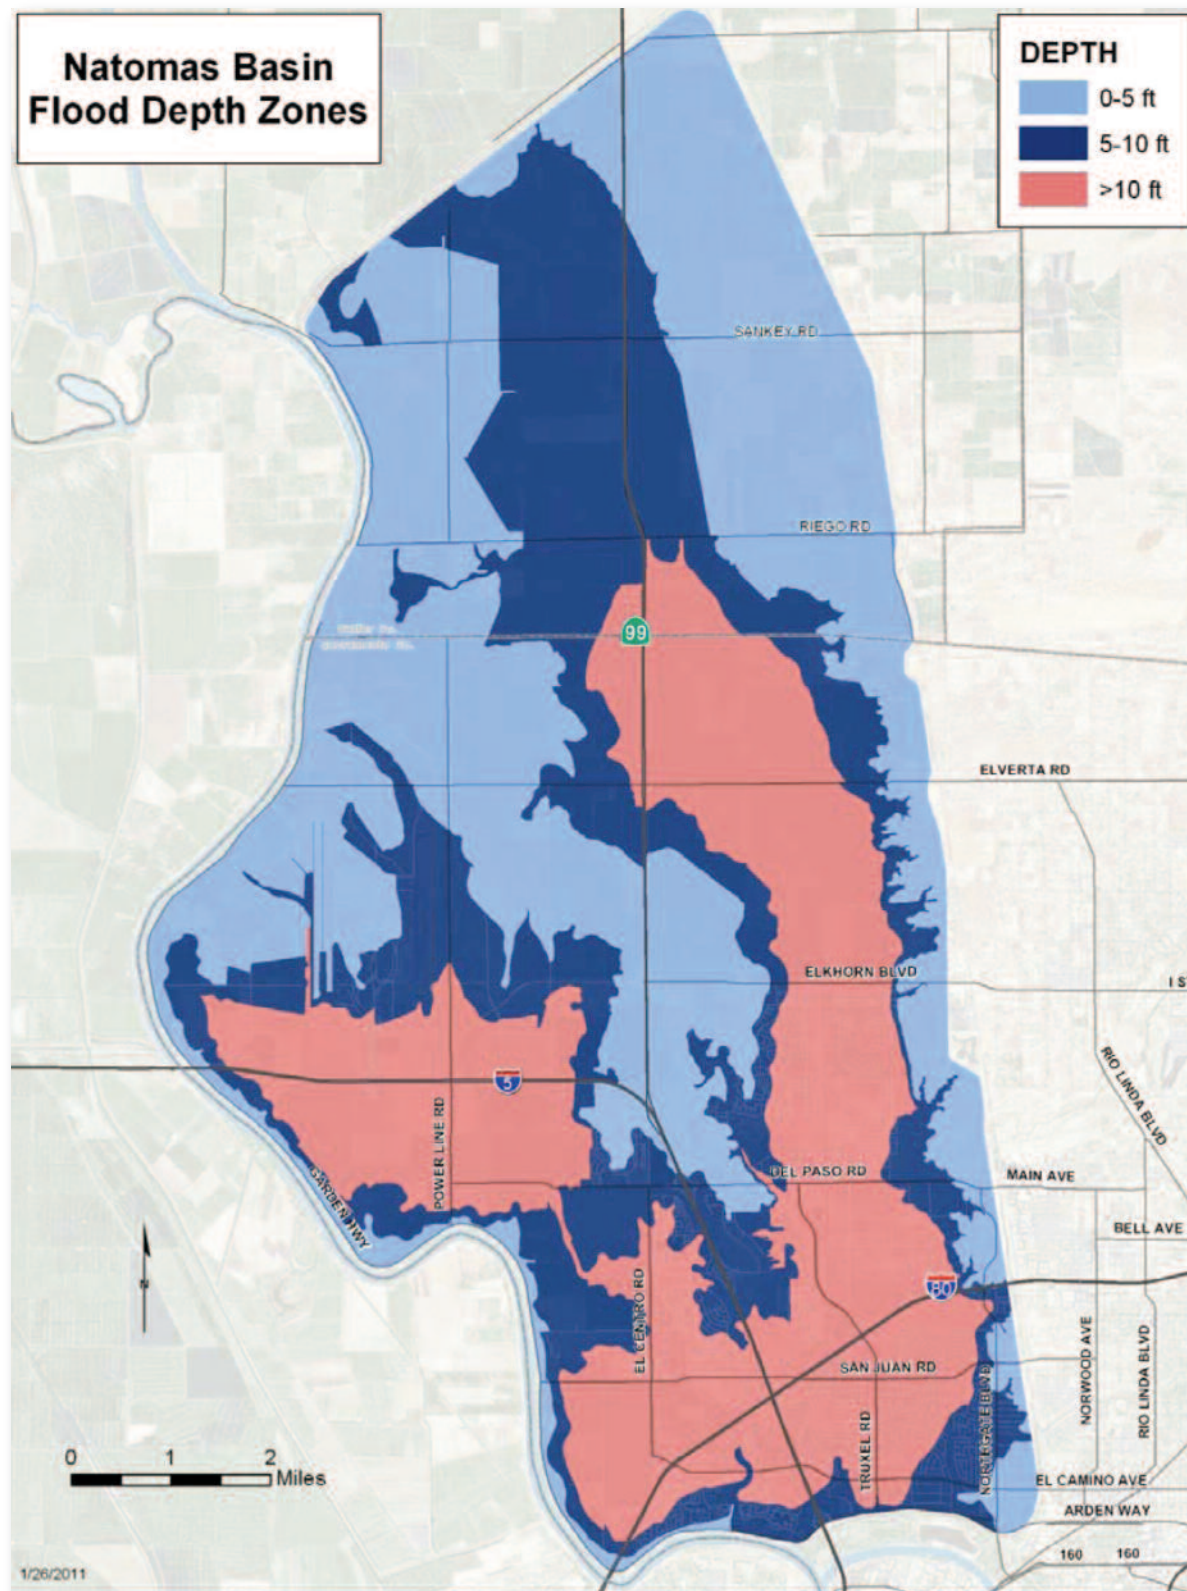 Natomas Basin
Flood Depth Zones
DEPTH
0-5 ft
5-10 ft
>10 ft
SANKEY RD
RIEGO RD
99
ELVERTA RD
ELKHORN BLVD
I S
5
RIO LINDA BLVD
POWER LINE RD
GARDEN HWY
DEL PASO RD
MAIN AVE
BELL AVE
N
80
EL CENTRO RD
SAN JUAN RD
NORWOOD AVE
RIO LINDA BLVD
TRUXEL RD
NORTHGATE BLVD
0 1 2
Miles
EL CAMINO AVE
ARDEN WAY
160 160
1/26/2011